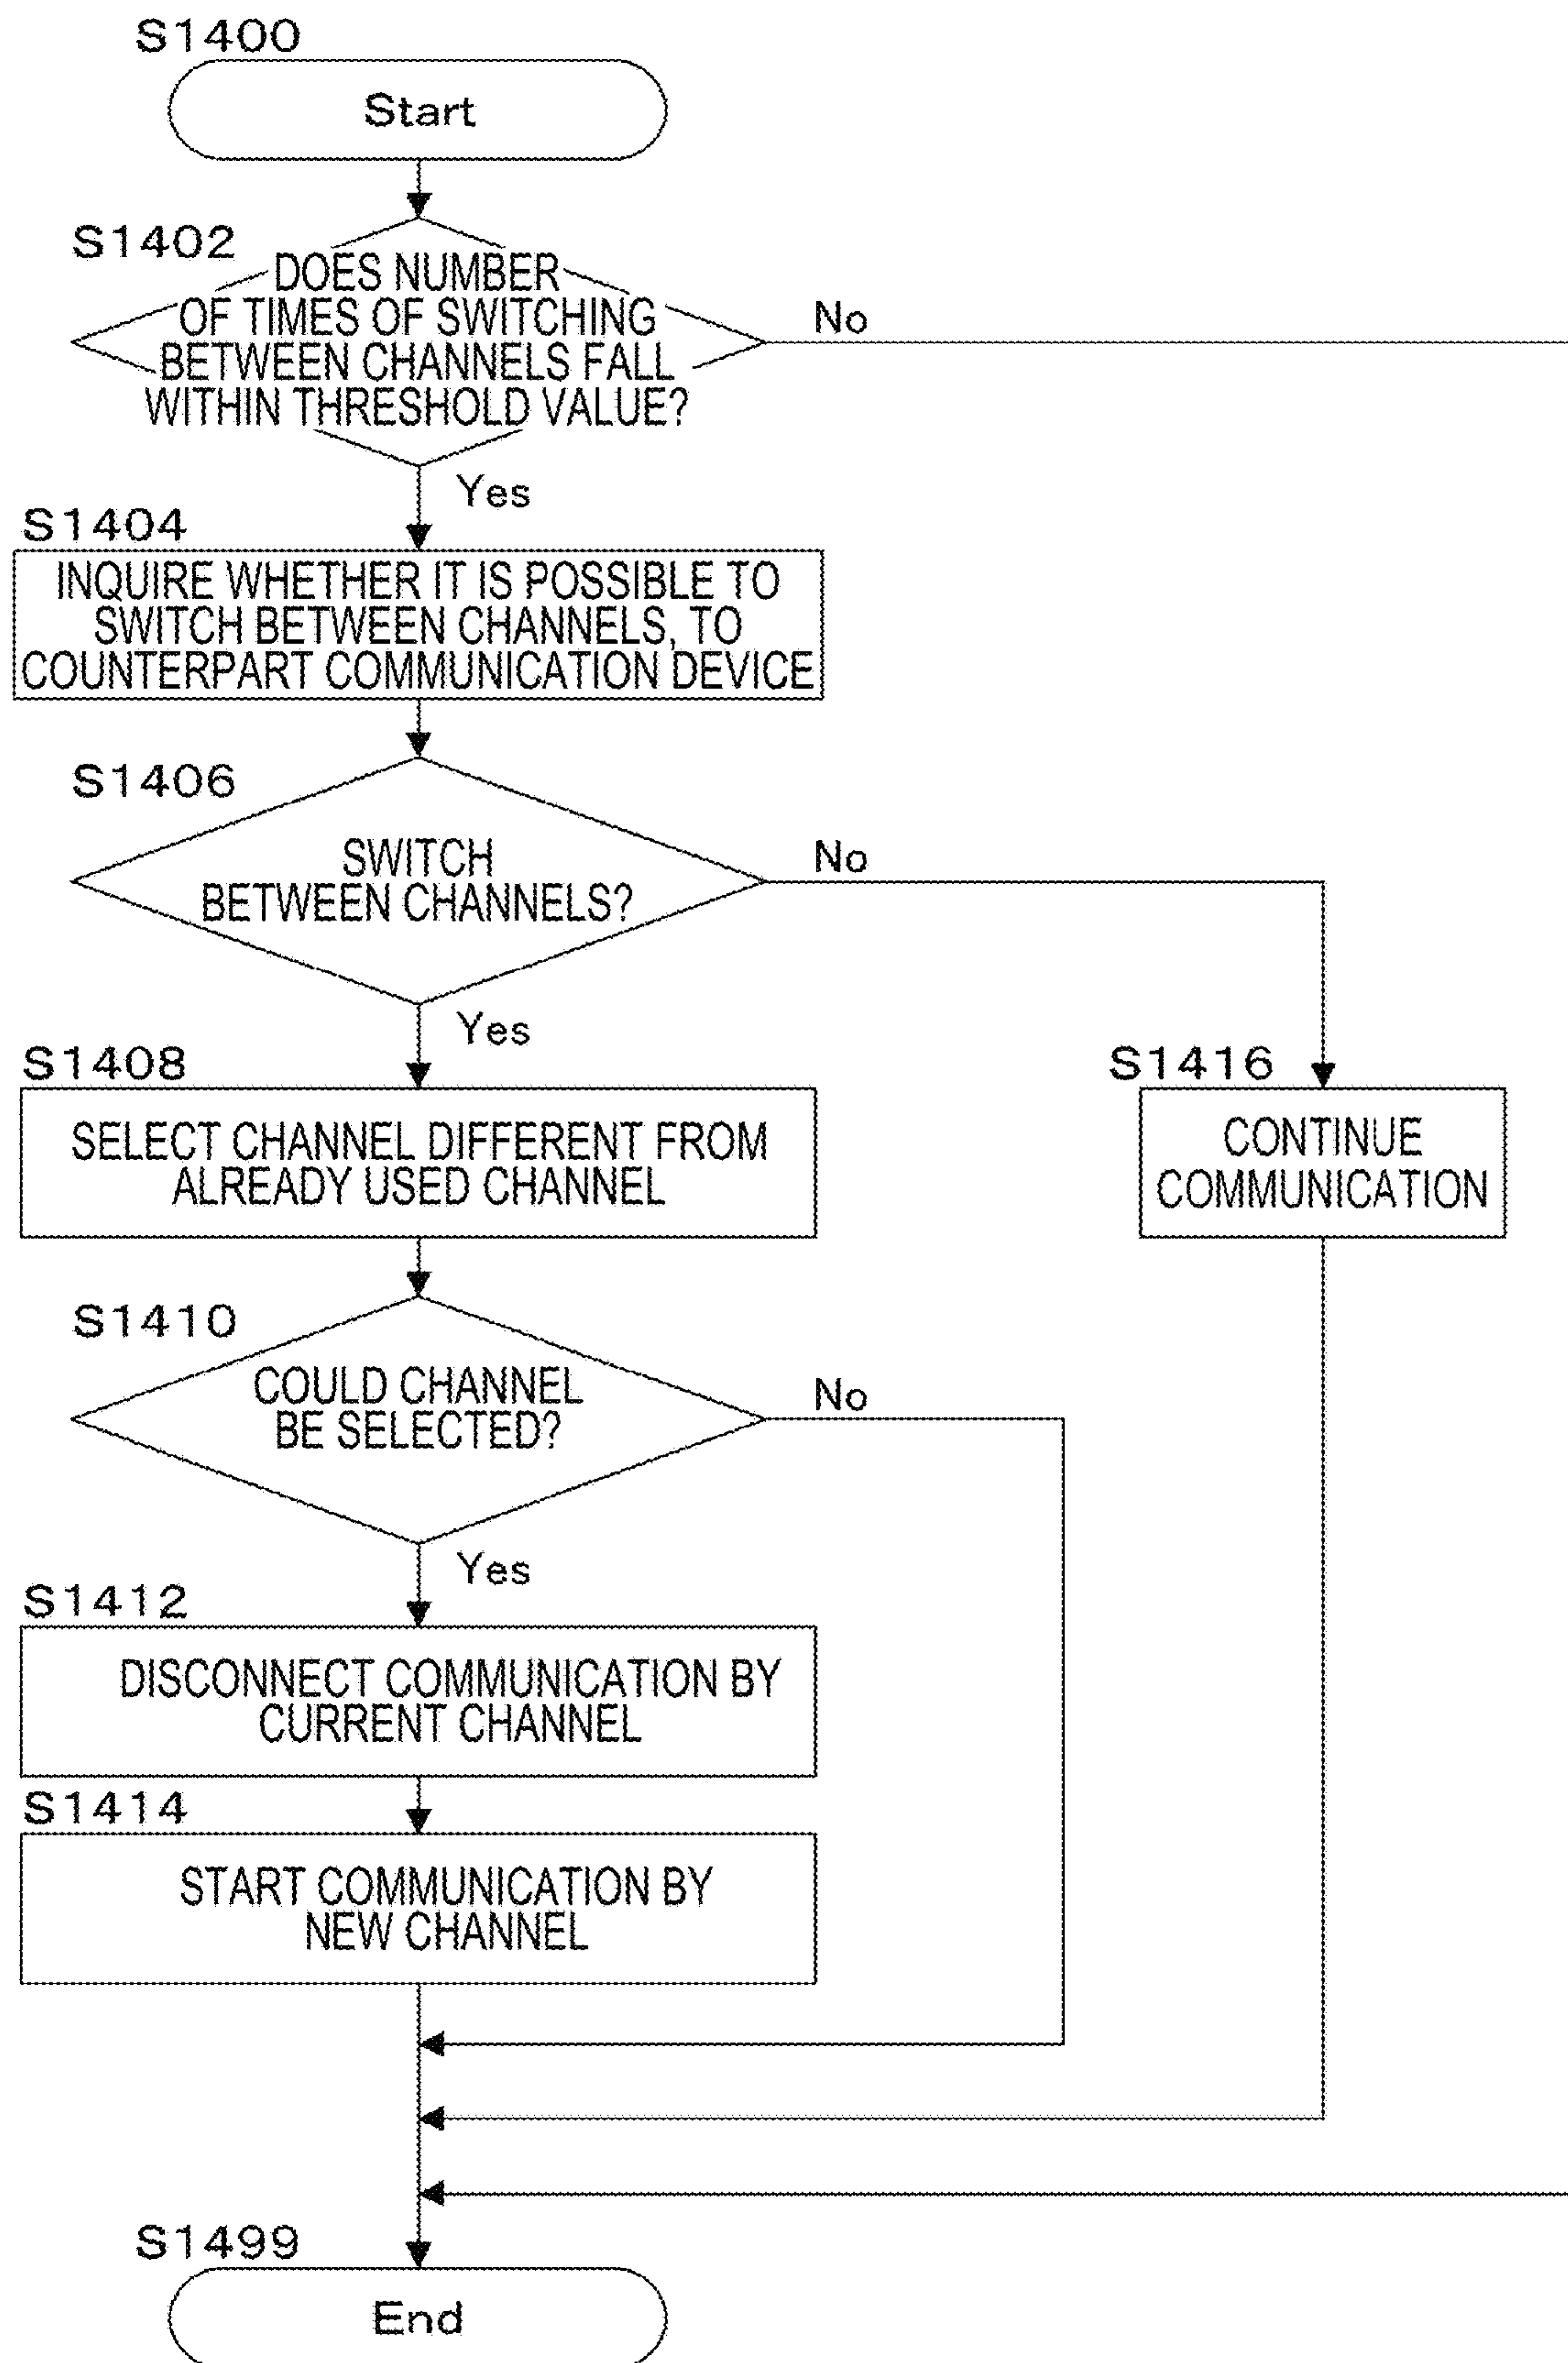 S1400
Start
S1402
DOES NUMBER
OF TIMES OF SWITCHING
BETWEEN CHANNELS FALL
WITHIN THRESHOLD VALUE?
No
Yes
S1404
INQUIRE WHETHER IT IS POSSIBLE TO
SWITCH BETWEEN CHANNELS, TO
COUNTERPART COMMUNICATION DEVICE
S1406
SWITCH
BETWEEN CHANNELS?
No
Yes
S1408
SELECT CHANNEL DIFFERENT FROM
ALREADY USED CHANNEL
S1416
CONTINUE
COMMUNICATION
S1410
COULD CHANNEL
BE SELECTED?
No
Yes
S1412
DISCONNECT COMMUNICATION BY
CURRENT CHANNEL
S1414
START COMMUNICATION BY
NEW CHANNEL
S1499
End